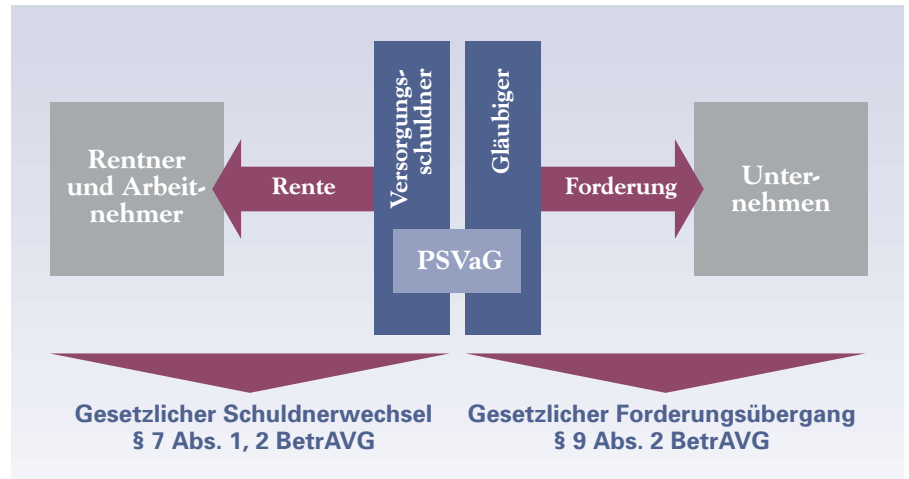 Rentner
und Arbeit-
nehmer
Rente
Versorgungs-
schuldner
Gläubiger
PSVaG
Forderung
Unter-
nehmen
Gesetzlicher Schuldnerwechsel
§ 7 Abs. 1, 2 BetrAVG
Gesetzlicher Forderungsübergang
§ 9 Abs. 2 BetrAVG